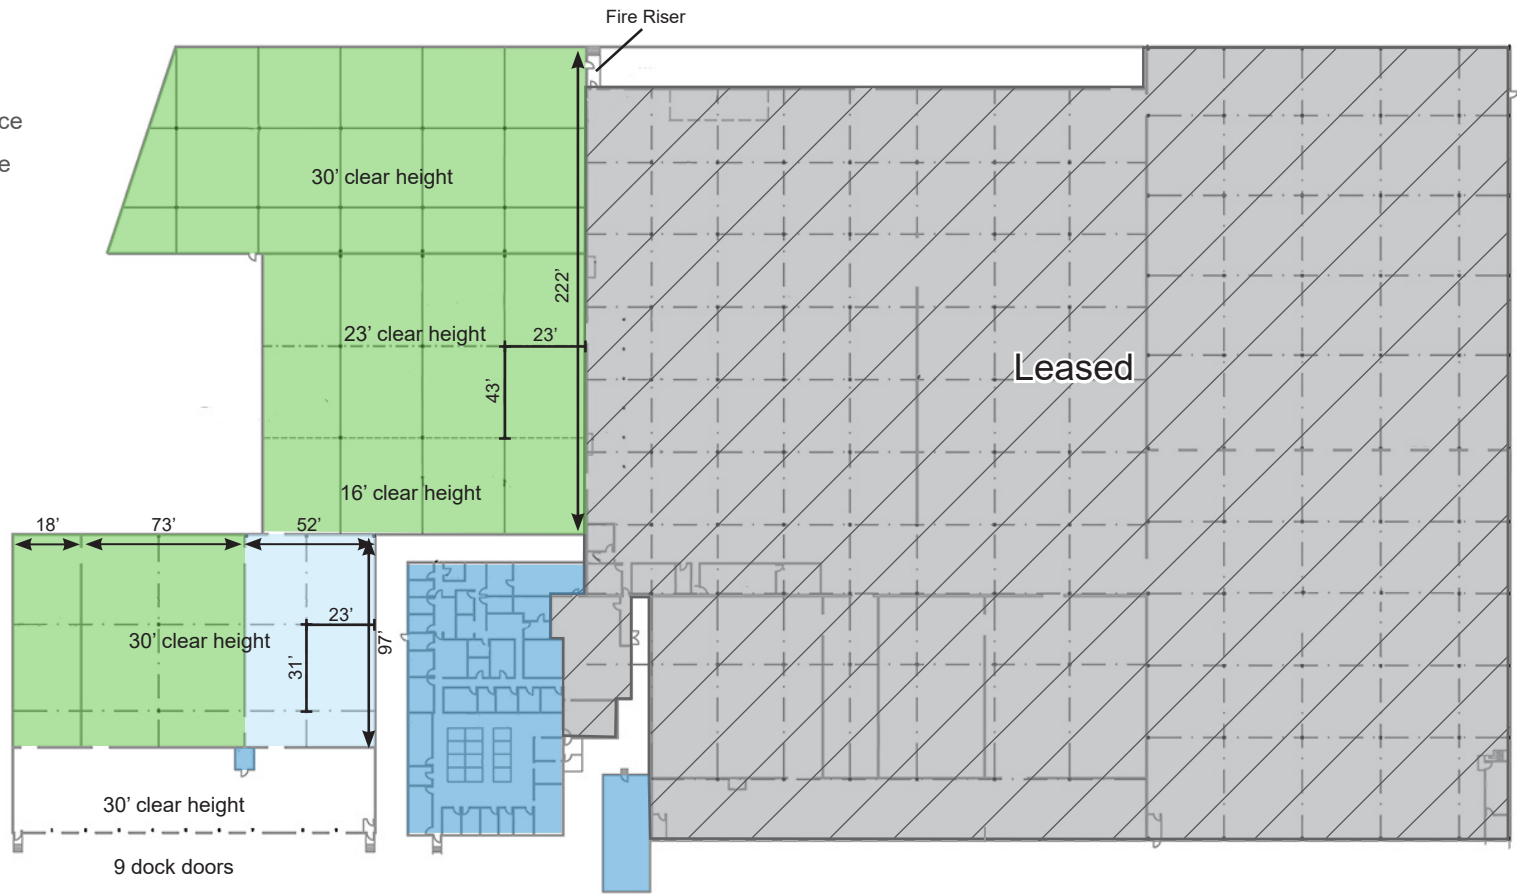 Fire Riser
ce
e
30’ clear height
222’
23’ clear height
23’
43’
Leased
16’ clear height
18’
73’
52’
23’
30’ clear height
97’
31’
30’ clear height
9 dock doors